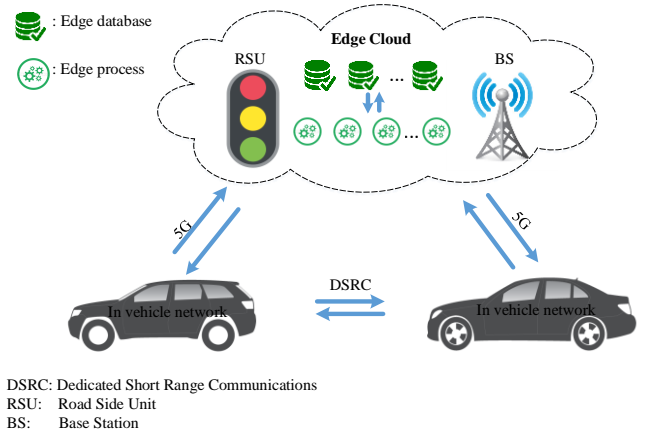 : Edge database
: Edge process
Edge Cloud
RSU
BS
...
...
5G
5G
DSRC
In vehicle network
In vehicle network
DSRC: Dedicated Short Range Communications
RSU: Road Side Unit
BS: Base Station